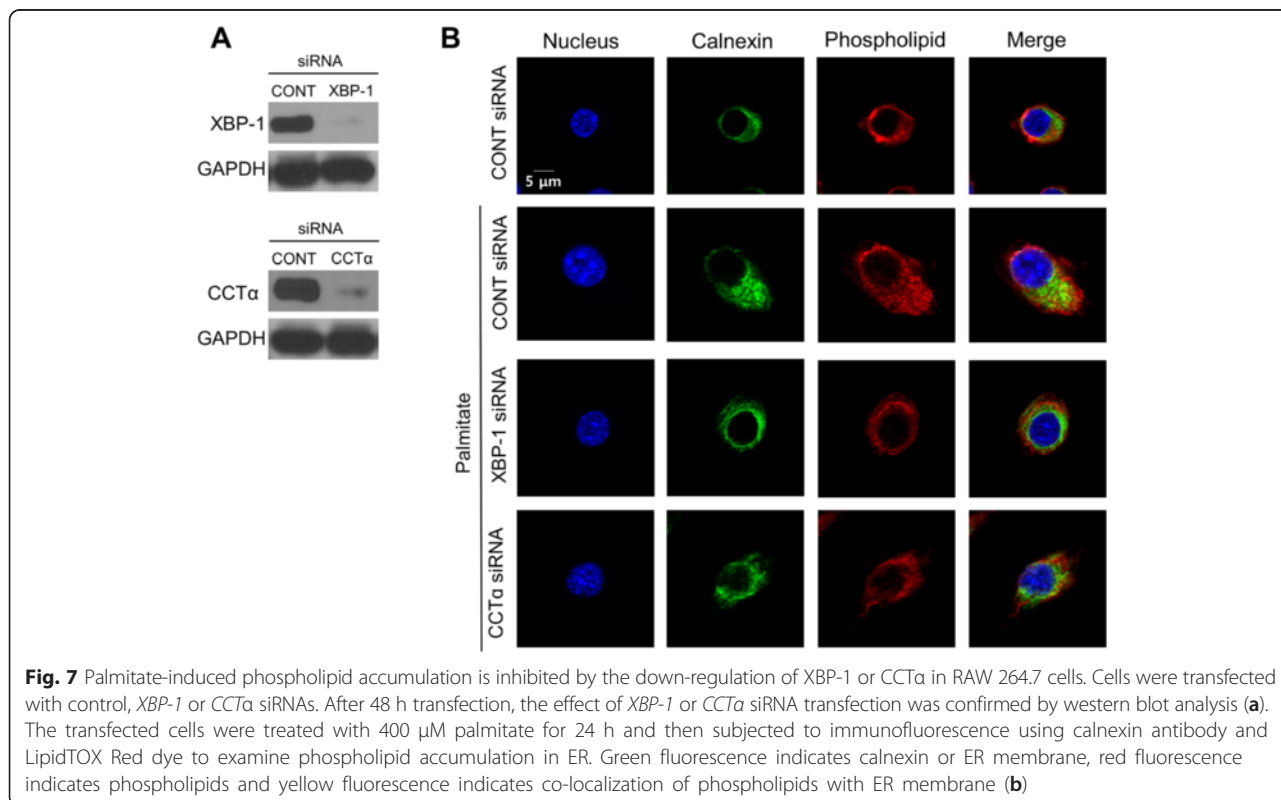 A
siRNA
CONT XBP-1
XBP-1
GAPDH
siRNA
CONT CCTα
CCTα
GAPDH
B
Nucleus Calnexin Phospholipid Merge
CONT siRNA
5 µm
Palmitate
CONT siRNA
XBP-1 siRNA
CCTα siRNA
Fig. 7 Palmitate-induced phospholipid accumulation is inhibited by the down-regulation of XBP-1 or CCTα in RAW 264.7 cells. Cells were transfected
with control, XBP-1 or CCTα siRNAs. After 48 h transfection, the effect of XBP-1 or CCTα siRNA transfection was confirmed by western blot analysis (a).
The transfected cells were treated with 400 µM palmitate for 24 h and then subjected to immunofluorescence using calnexin antibody and
LipidTOX Red dye to examine phospholipid accumulation in ER. Green fluorescence indicates calnexin or ER membrane, red fluorescence
indicates phospholipids and yellow fluorescence indicates co-localization of phospholipids with ER membrane (b)